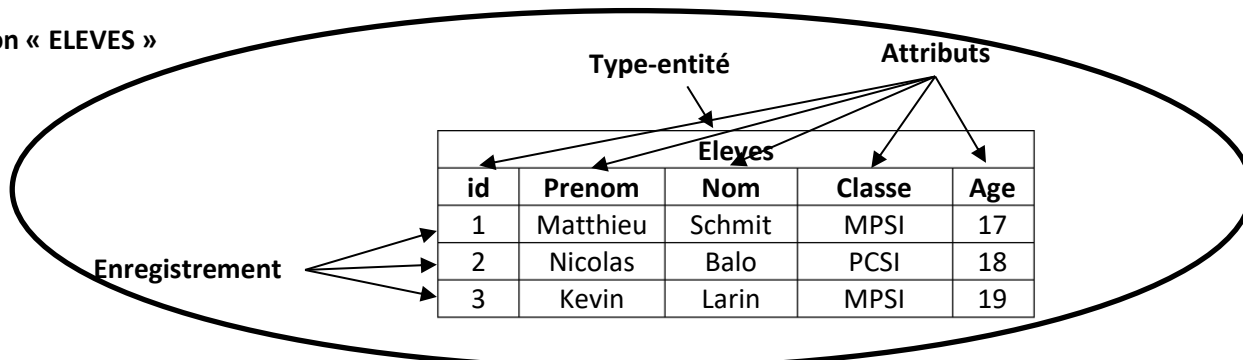 on « ELEVES »
Type-entité
Attributs
Eleves
id Prenom Nom Classe Age
1 Matthieu Schmit MPSI 17
2 Nicolas Balo PCSI 18
3 Kevin Larin MPSI 19
Enregistrement